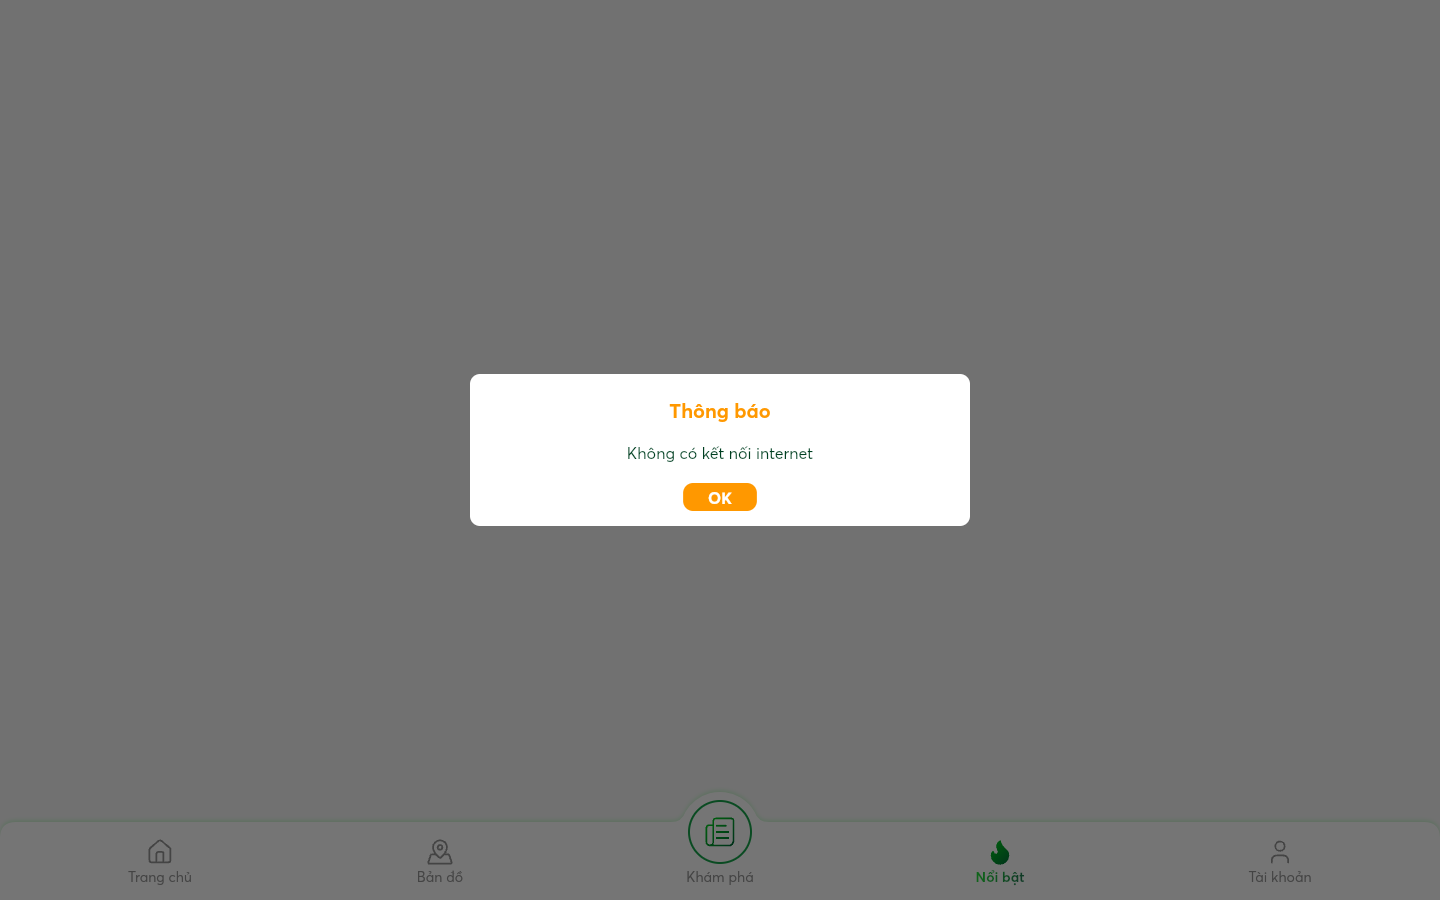 Thông báo
Không có kết nối internet
OK
Trang chủ
Bản đồ
Khám phá
Nổi bật
Tài khoản